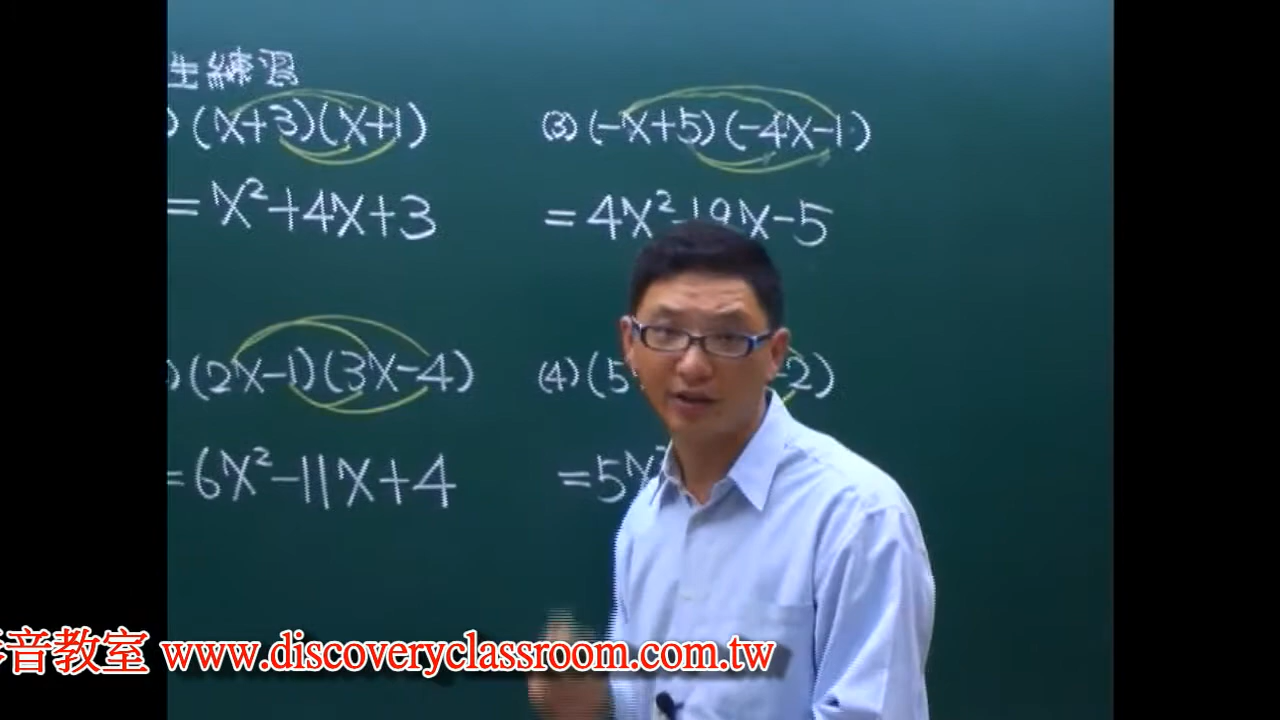 生練習
(x+3)(x+1)
=x²+4x+3
(2x-1)(3x-4)
=6x²-11x+4
(3)(-x+5)(-4x-1)
=4x²-19x-5
(4)(5 -2)
=5x²
音教室 www.discoveryclassroom.com.tw